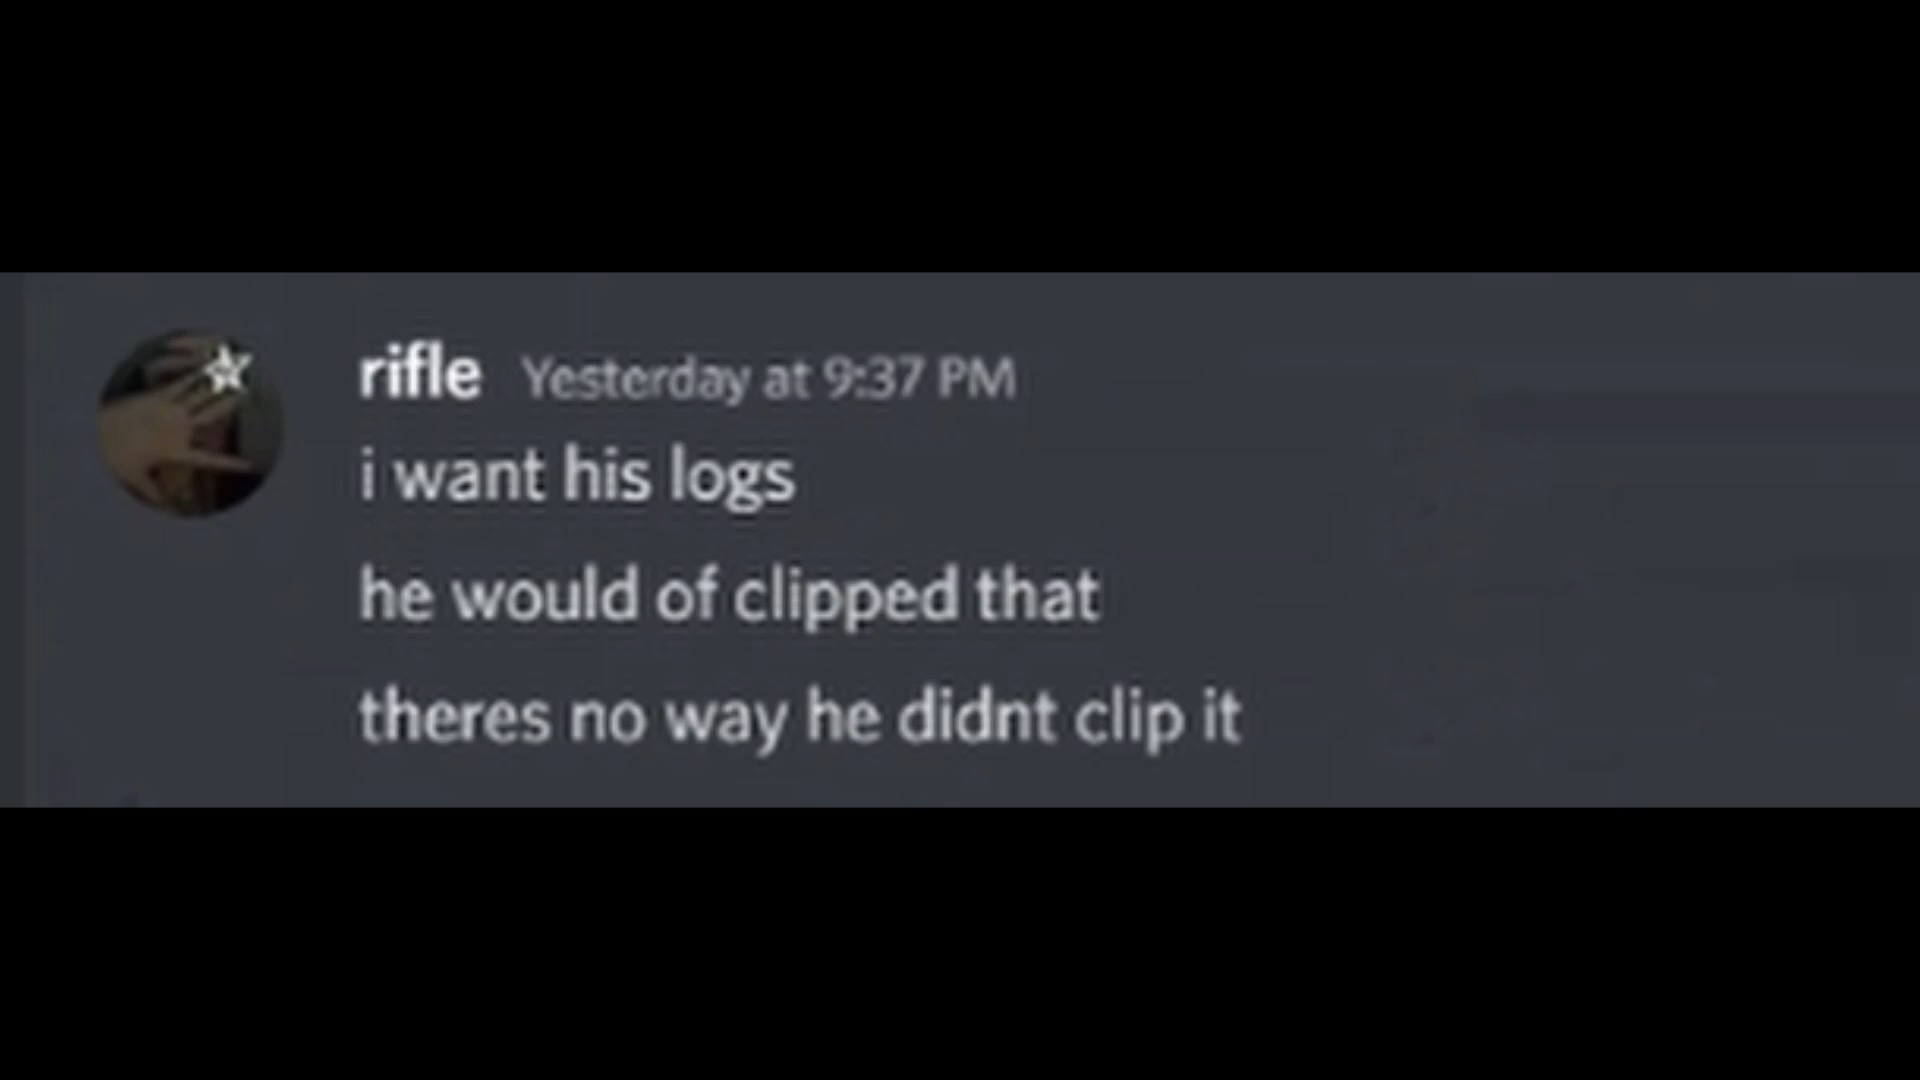 rifle Yesterday at 9:37 PM
i want his logs
he would of clipped that
theres no way he didnt clip it